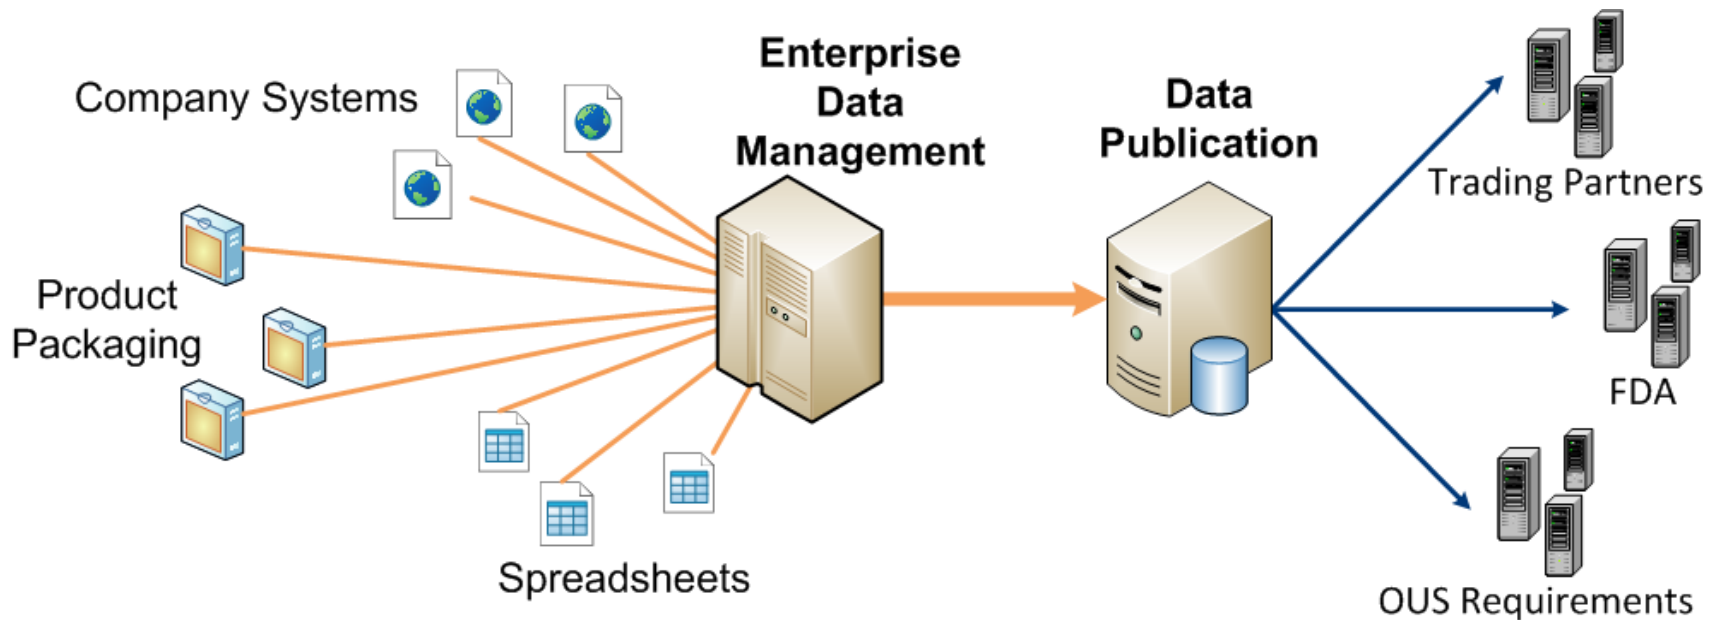 Company Systems
Product
Packaging
Spreadsheets
Enterprise
Data
Management
Data
Publication
Trading Partners
FDA
OUS Requirements